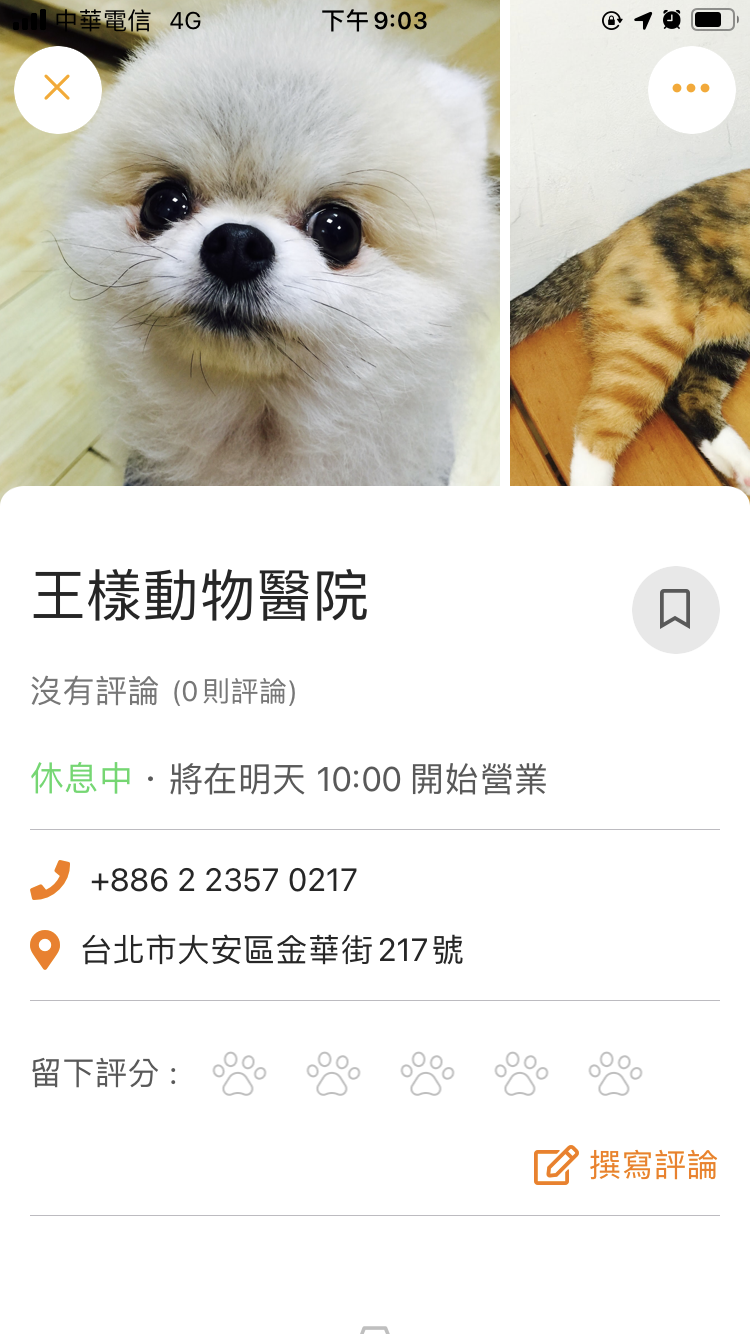 中華電信 4G 下午9:03
王樣動物醫院
沒有評論 (0則評論)
休息中 · 將在明天 10:00 開始營業
+886 2 2357 0217
台北市大安區金華街217號
留下評分 :
撰寫評論